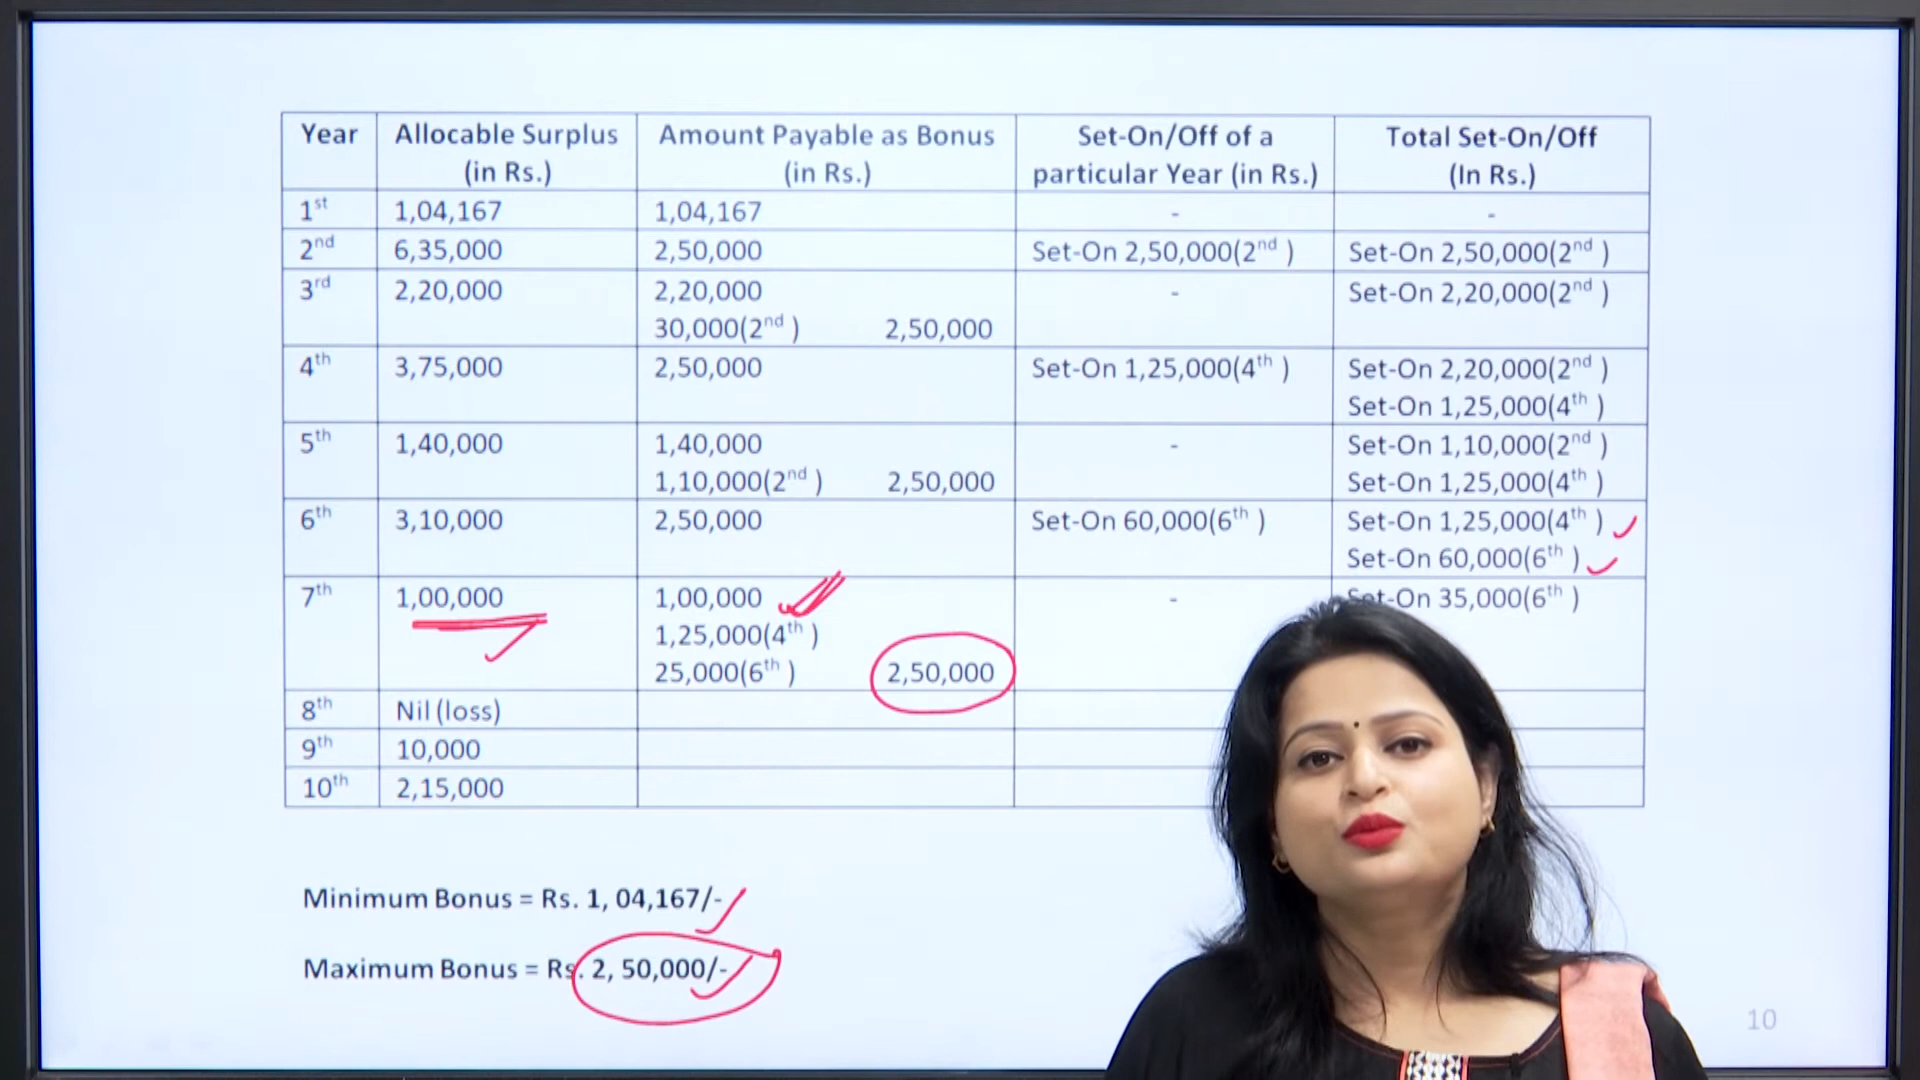 Year Allocable Surplus (in Rs.) Amount Payable as Bonus (in Rs.) Set-On/Off of a particular Year (in Rs.) Total Set-On/Off (In Rs.)
1st 1,04,167 1,04,167 - -
2nd 6,35,000 2,50,000 Set-On 2,50,000(2nd ) Set-On 2,50,000(2nd )
3rd 2,20,000 2,20,000 - Set-On 2,20,000(2nd )
30,000(2nd ) 2,50,000
4th 3,75,000 2,50,000 Set-On 1,25,000(4th ) Set-On 2,20,000(2nd )
Set-On 1,25,000(4th )
5th 1,40,000 1,40,000 - Set-On 1,10,000(2nd )
1,10,000(2nd ) 2,50,000 Set-On 1,25,000(4th )
6th 3,10,000 2,50,000 Set-On 60,000(6th ) Set-On 1,25,000(4th )
Set-On 60,000(6th )
7th 1,00,000 1,00,000 - Set-On 35,000(6th )
1,25,000(4th )
25,000(6th ) 2,50,000
8th Nil (loss)
9th 10,000
10th 2,15,000
Minimum Bonus = Rs. 1, 04,167/-
Maximum Bonus = Rs. 2, 50,000/-
10